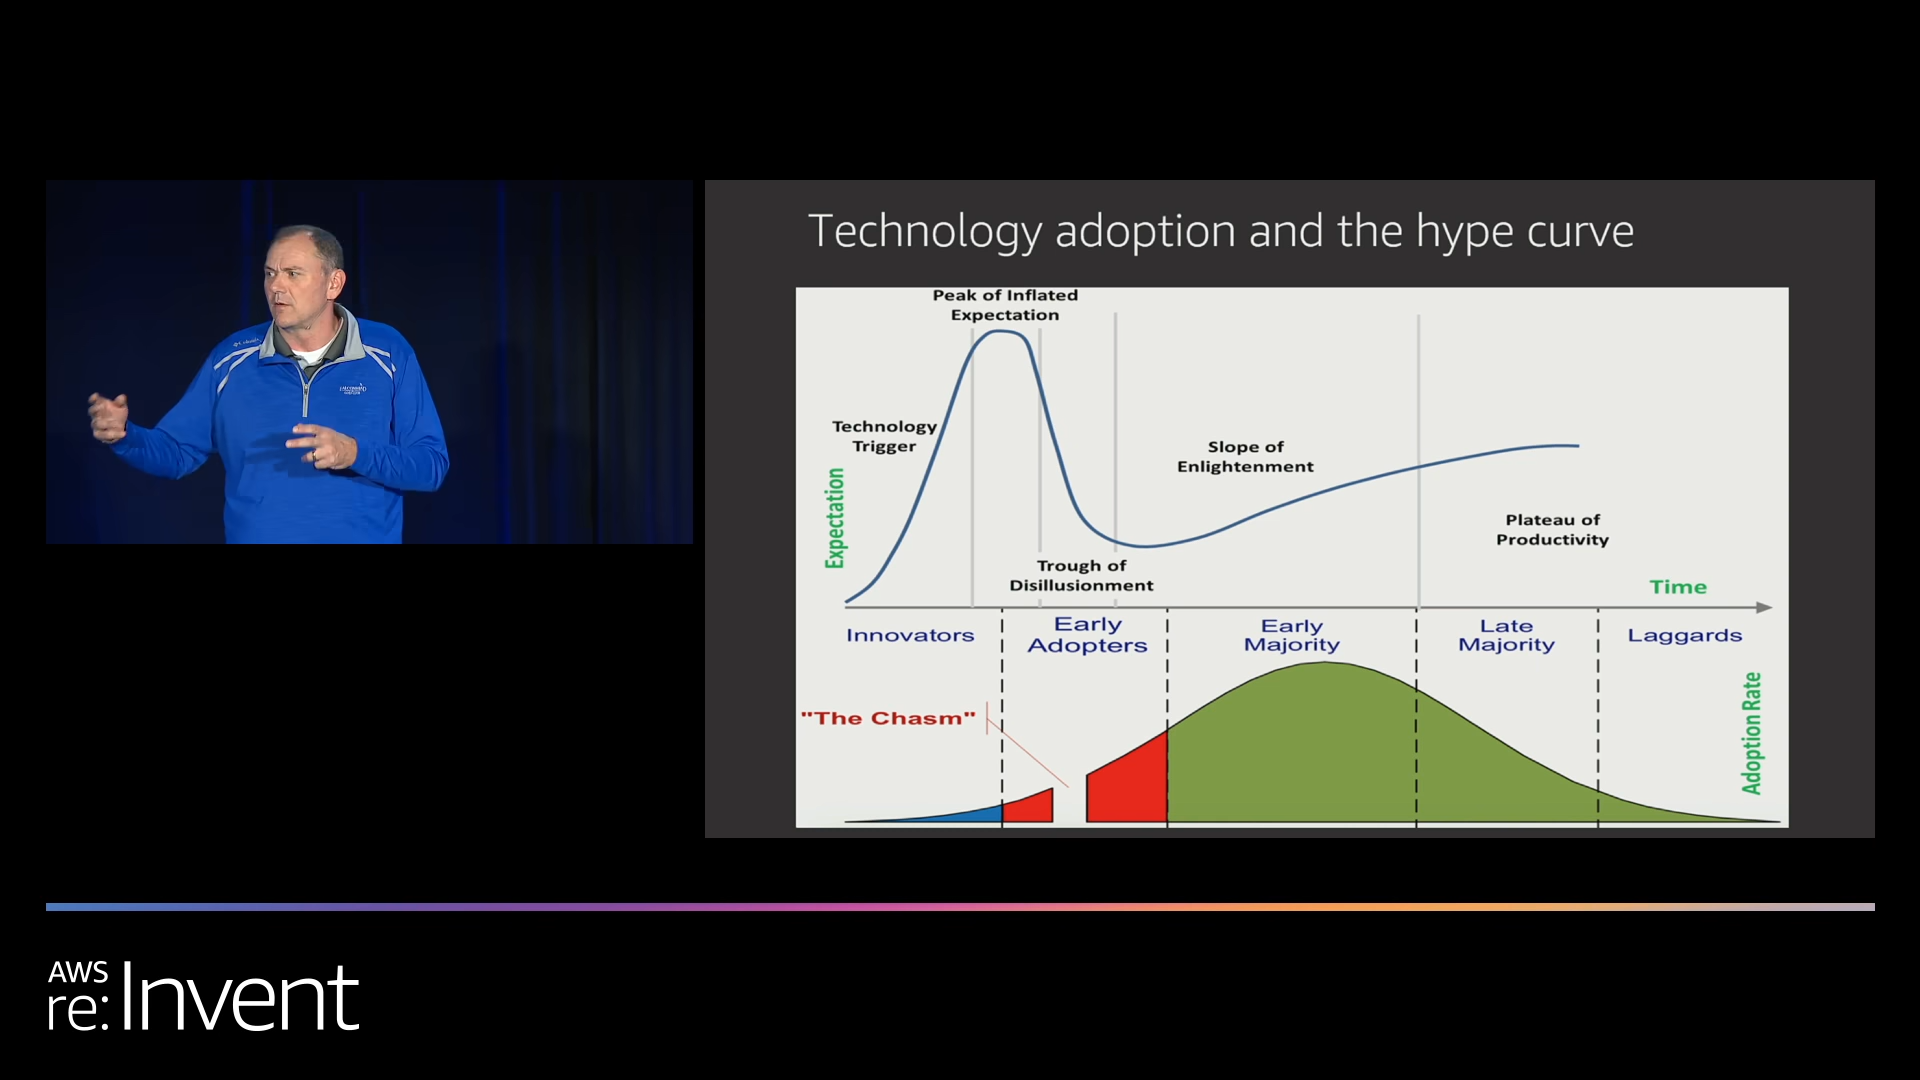 Technology adoption and the hype curve
Peak of Inflated
Expectation
Technology
Trigger
Slope of
Enlightenment
Expectation
Plateau of
Productivity
Trough of
Disillusionment
Time
Innovators
Early
Adopters
Early
Majority
Late
Majority
Laggards
"The Chasm"
Adoption Rate
AWS
re:Invent